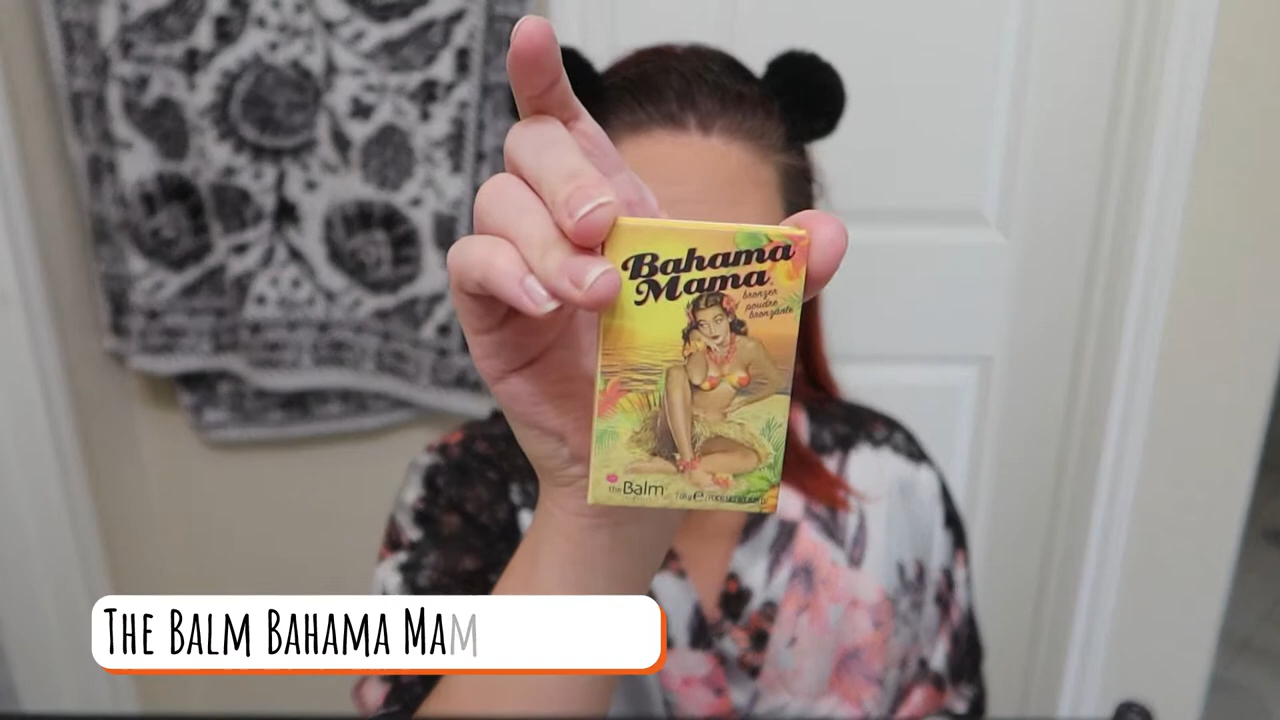 Bahama
Mama
bronzer
poudre
bronzante
theBalm
THE BALM BAHAMA MAM